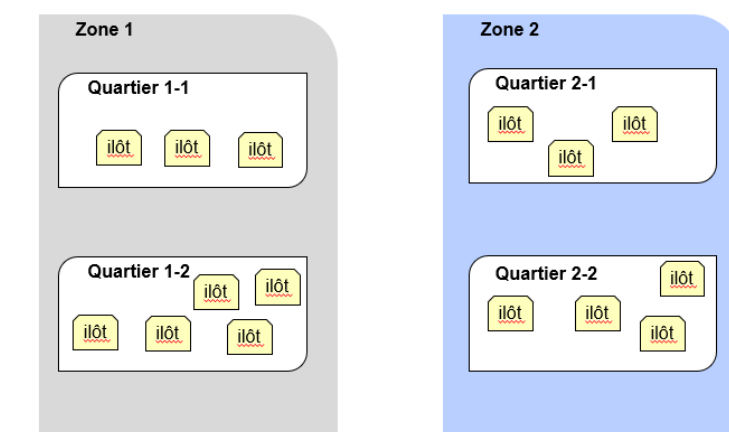 Zone 1
Quartier 1-1
ilôt ilôt ilôt
Quartier 1-2
ilôt ilôt
ilôt ilôt ilôt
Zone 2
Quartier 2-1
ilôt ilôt
ilôt
Quartier 2-2 ilôt
ilôt ilôt
ilôt